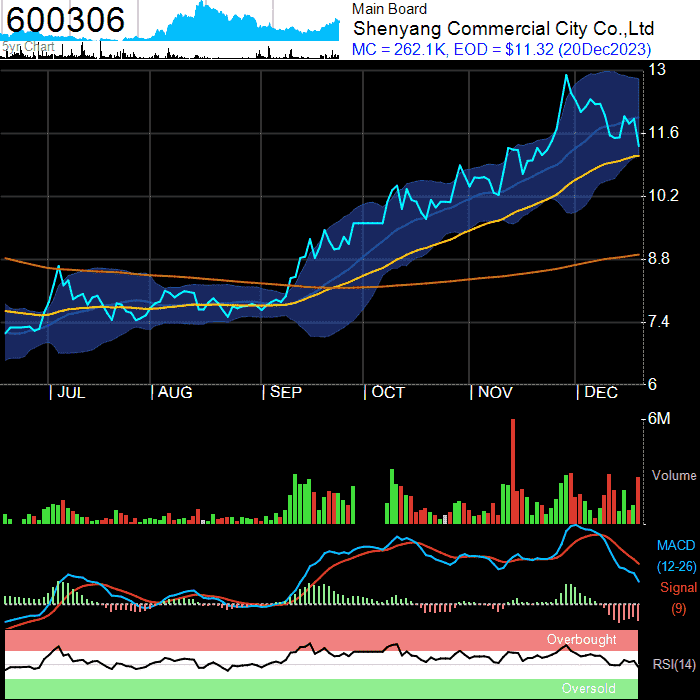 600306
5yr Chart
Main Board
Shenyang Commercial City Co.,Ltd
MC = 262.1K, EOD = $11.32 (20Dec2023)
13
11.6
10.2
8.8
7.4
6
| JUL
| AUG
| SEP
| OCT
| NOV
| DEC
6M
Volume
MACD
(12-26)
Signal
(9)
Overbought
RSI(14)
Oversold